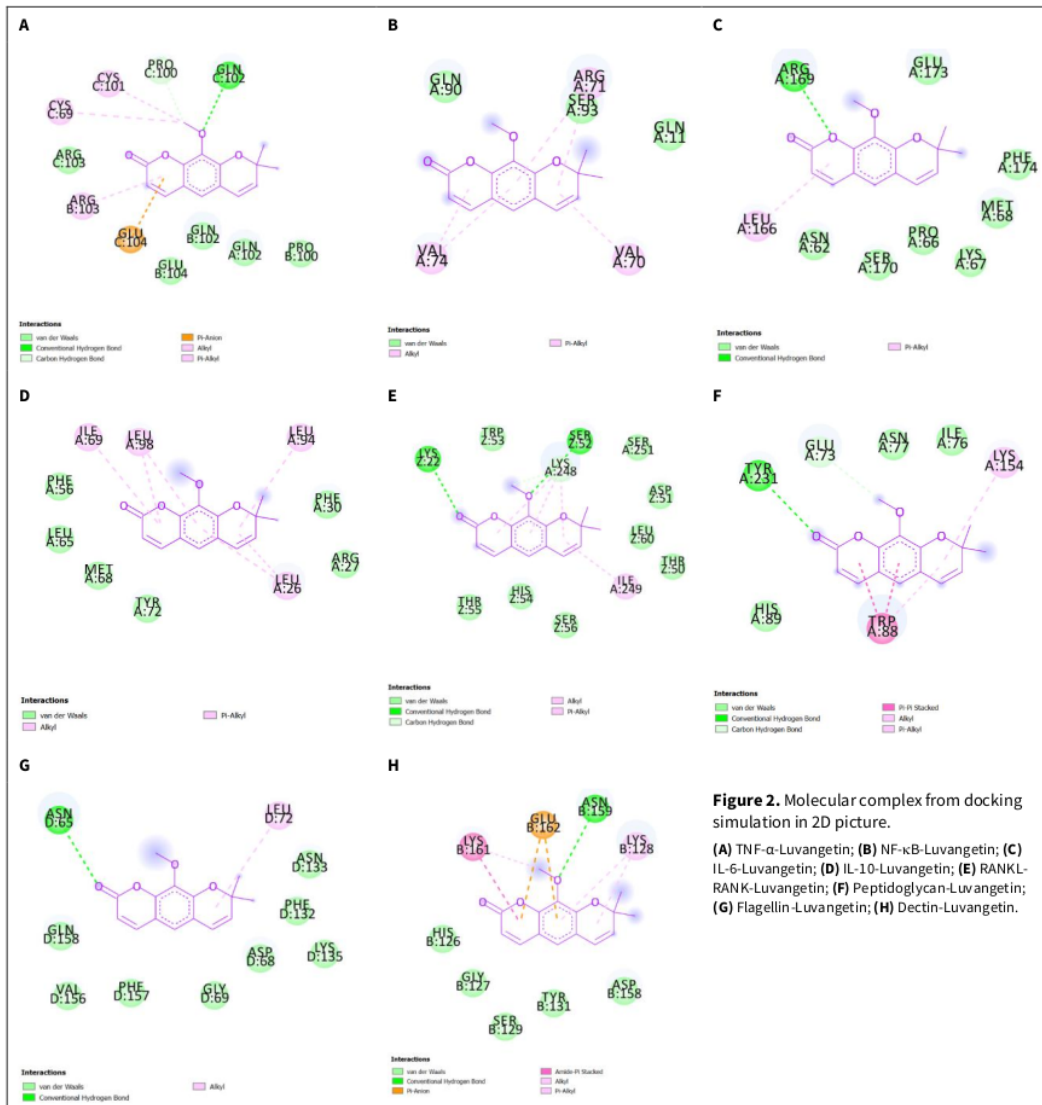 A
PRO
C:100
GLN
C:102
CYS
C:101
CYS
C:69
ARG
C:103
ARG
B:103
GLU
C:104
GLN
B:102
GLN
A:102
PRO
B:100
GLU
B:104
O
O
O
O
Interactions
van der Waals
Conventional Hydrogen Bond
Carbon Hydrogen Bond
Pi-Anion
Alkyl
Pi-Alkyl
B
GLN
A:90
ARG
A:71
SER
A:93
GLN
A:11
VAL
A:74
VAL
A:70
O
O
O
O
Interactions
van der Waals
Alkyl
Pi-Alkyl
C
ARG
A:169
GLU
A:173
PHE
A:174
MET
A:68
LEU
A:166
ASN
A:62
SER
A:170
PRO
A:66
LYS
A:67
O
O
O
O
Interactions
van der Waals
Conventional Hydrogen Bond
Pi-Alkyl
D
ILE
A:69
LEU
A:98
LEU
A:94
PHE
A:56
PHE
A:30
LEU
A:65
ARG
A:27
MET
A:68
LEU
A:26
TYR
A:72
O
O
O
O
Interactions
van der Waals
Alkyl
Pi-Alkyl
E
TRP
Z:53
SER
Z:52
LYS
Z:22
LYS
A:248
SER
A:251
ASP
Z:51
LEU
Z:60
THR
Z:50
ILE
A:249
HIS
Z:54
THR
Z:55
SER
Z:56
O
O
O
O
Interactions
van der Waals
Conventional Hydrogen Bond
Carbon Hydrogen Bond
Alkyl
Pi-Alkyl
F
GLU
A:73
ASN
A:77
ILE
A:76
TYR
A:231
LYS
A:154
HIS
A:89
TRP
A:88
O
O
O
O
Interactions
van der Waals
Conventional Hydrogen Bond
Carbon Hydrogen Bond
Pi-Pi Stacked
Alkyl
Pi-Alkyl
G
ASN
D:65
LEU
D:72
ASN
D:133
PHE
D:132
LYS
D:135
ASP
D:68
GLN
D:158
VAL
D:156
PHE
D:157
GLY
D:69
O
O
O
O
Interactions
van der Waals
Conventional Hydrogen Bond
Alkyl
H
GLU
B:162
ASN
B:159
LYS
B:161
LYS
B:128
HIS
B:126
GLY
B:127
SER
B:129
TYR
B:131
ASP
B:158
O
O
O
O
Interactions
van der Waals
Conventional Hydrogen Bond
Pi-Anion
Amide-Pi Stacked
Alkyl
Pi-Alkyl
Figure 2. Molecular complex from docking
simulation in 2D picture.
(A) TNF-α-Luvangetin; (B) NF-κB-Luvangetin; (C)
IL-6-Luvangetin; (D) IL-10-Luvangetin; (E) RANKL-
RANK-Luvangetin; (F) Peptidoglycan-Luvangetin;
(G) Flagellin-Luvangetin; (H) Dectin-Luvangetin.